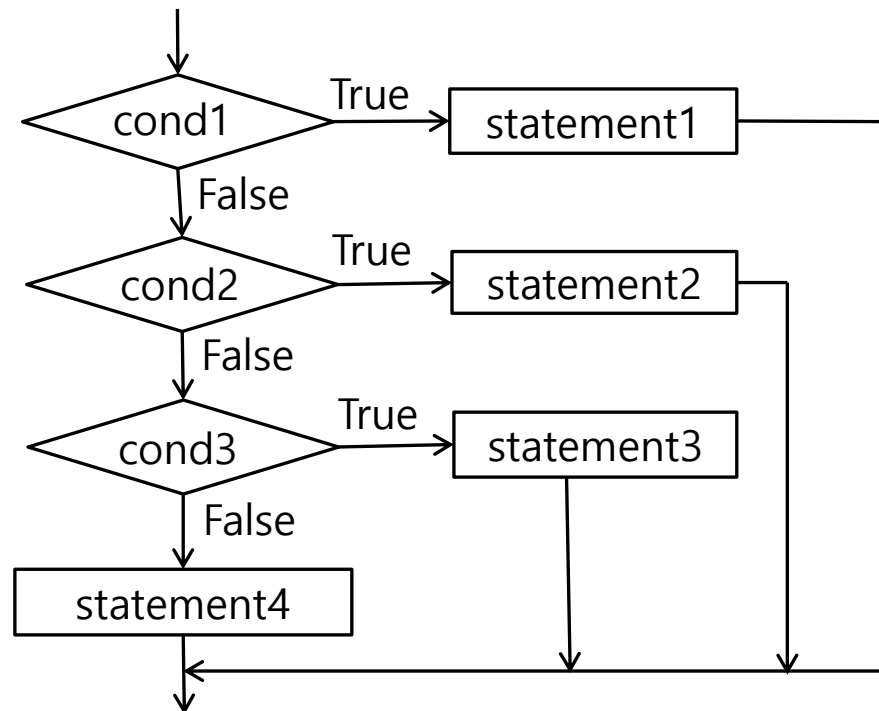 True
cond1
statement1
False
True
cond2
statement2
False
True
cond3
statement3
False
statement4